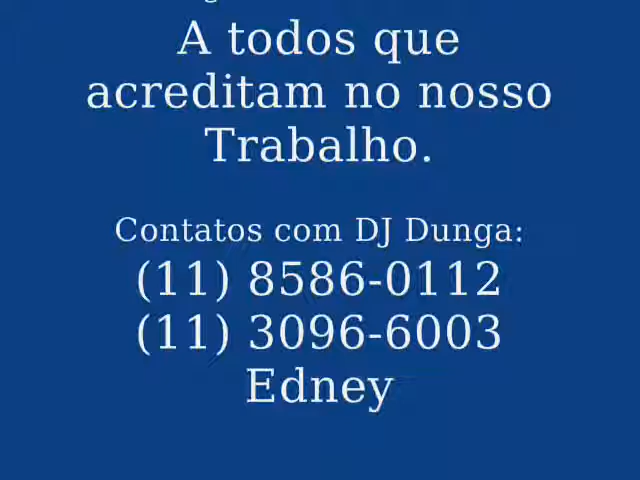 A todos que
acreditam no nosso
Trabalho.
Contatos com DJ Dunga:
(11) 8586-0112
(11) 3096-6003
Edney